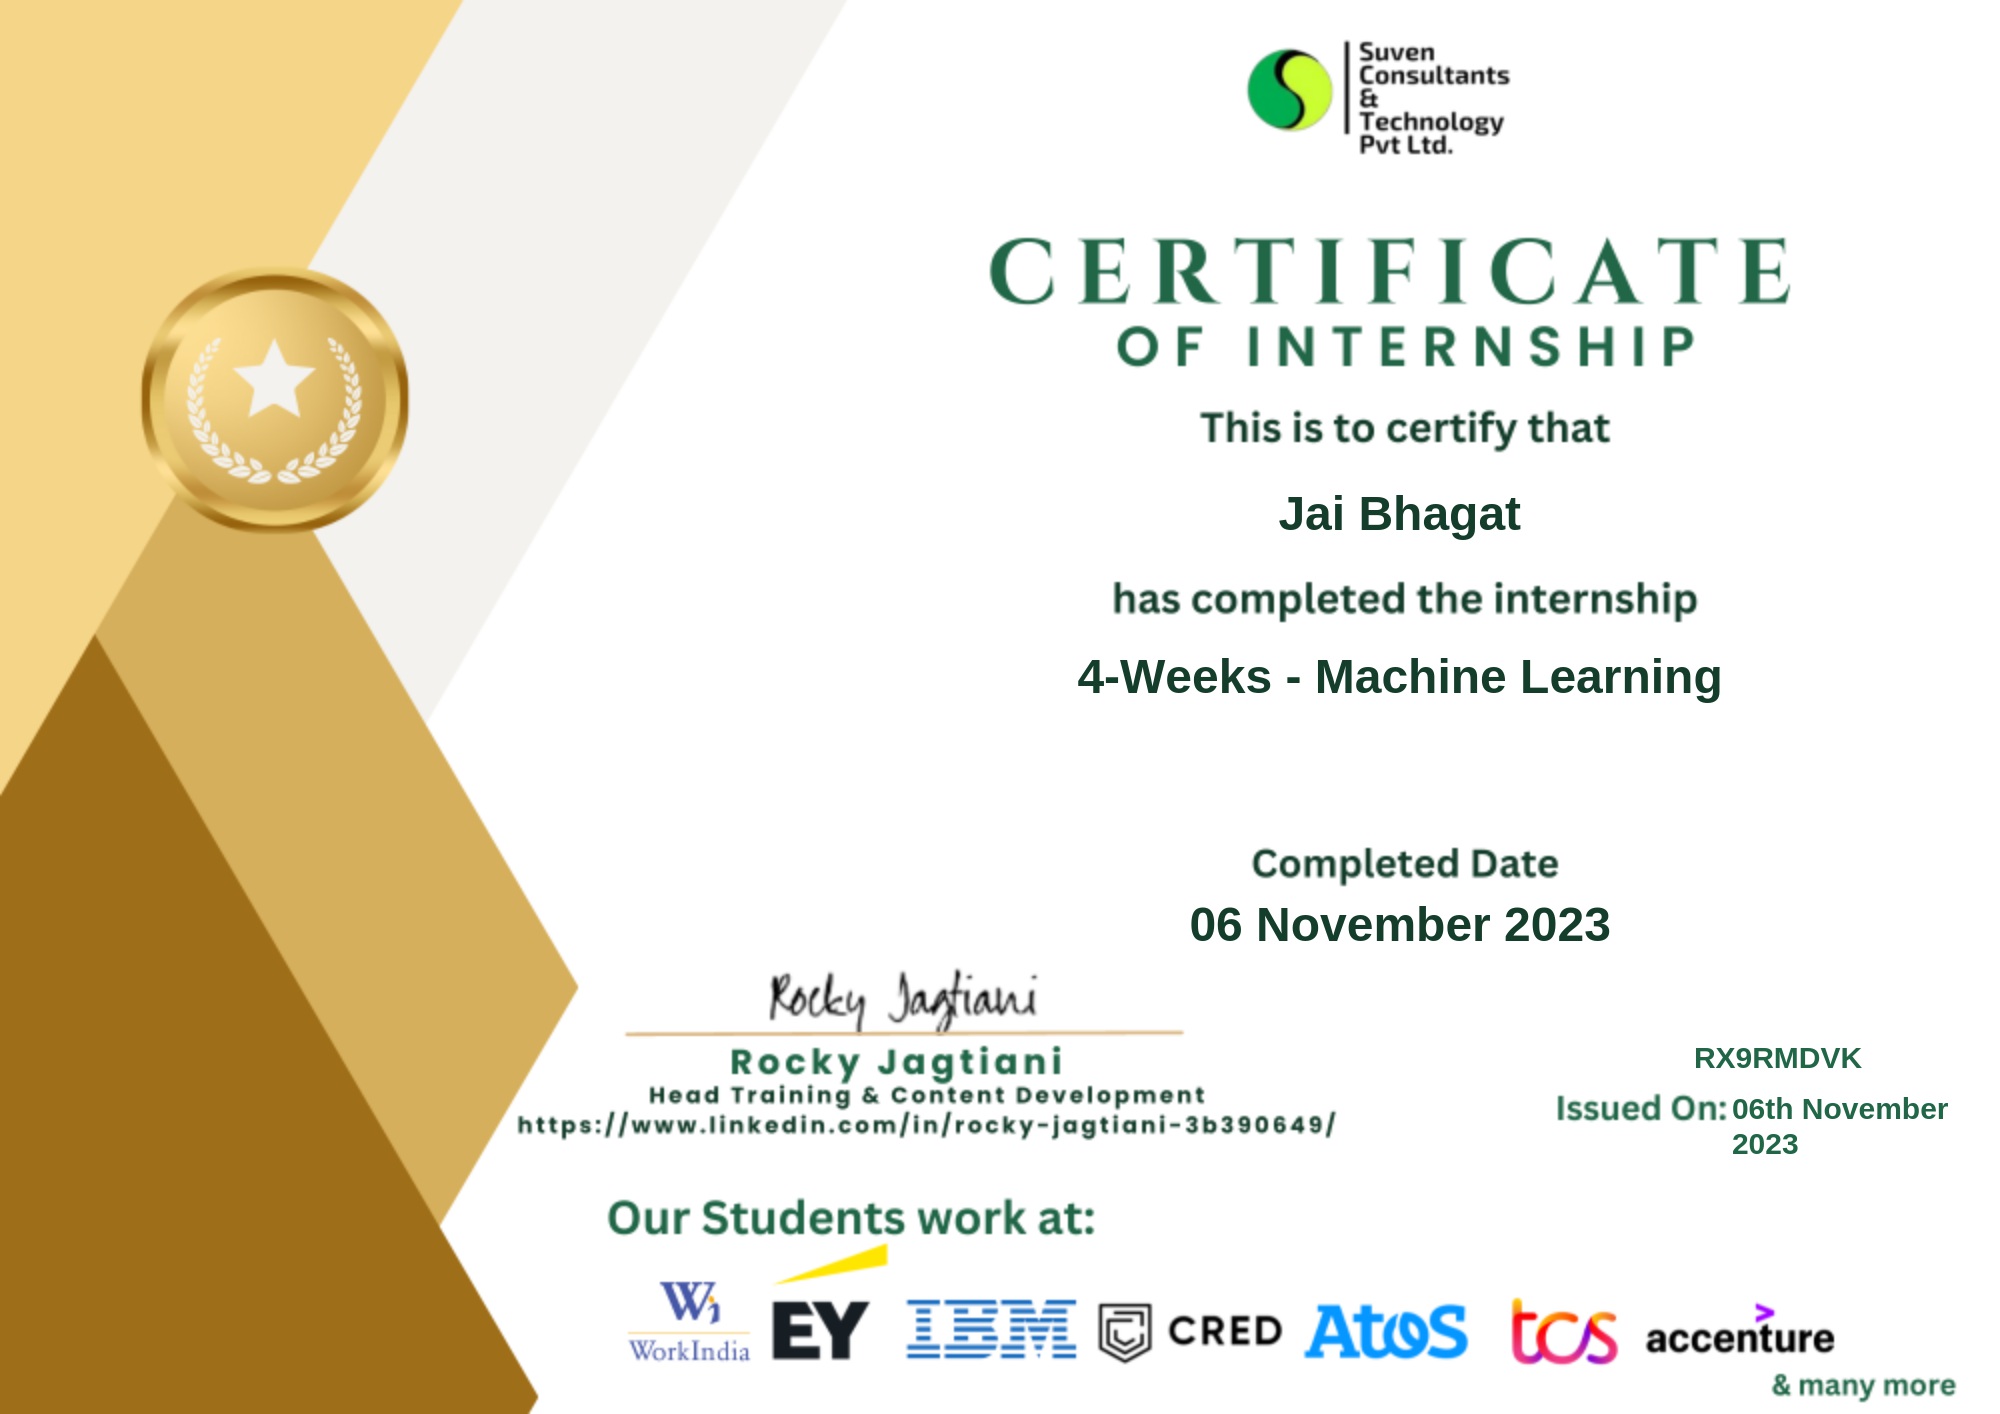 Suven
Consultants
&
Technology
Pvt Ltd.
CERTIFICATE
OF INTERNSHIP
This is to certify that
Jai Bhagat
has completed the internship
4-Weeks - Machine Learning
Completed Date
06 November 2023
Rocky Jagtiani
Rocky Jagtiani
Head Training & Content Development
https://www.linkedin.com/in/rocky-jagtiani-3b390649/
RX9RMDVK
Issued On: 06th November
2023
Our Students work at:
Wi
WorkIndia
EY
IBM
CRED
Atos
tcs
accenture
& many more